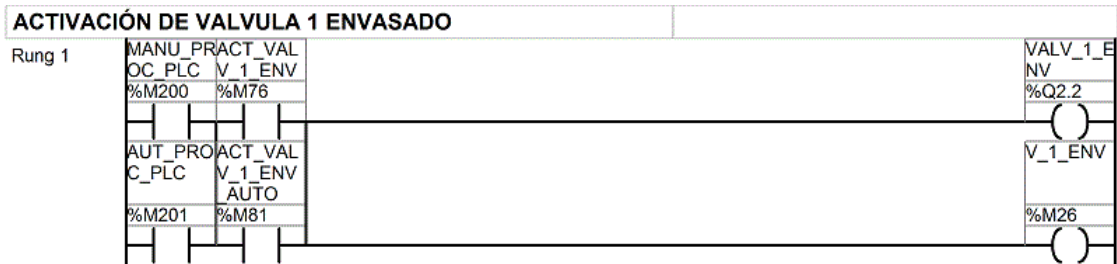 ACTIVACIÓN DE VALVULA 1 ENVASADO
Rung 1
MANU_PR
OC_PLC
%M200
ACT_VAL
V_1_ENV
%M76
VALV_1_E
NV
%Q2.2
AUT_PRO
C_PLC
%M201
ACT_VAL
V_1_ENV
_AUTO
%M81
V_1_ENV
%M26